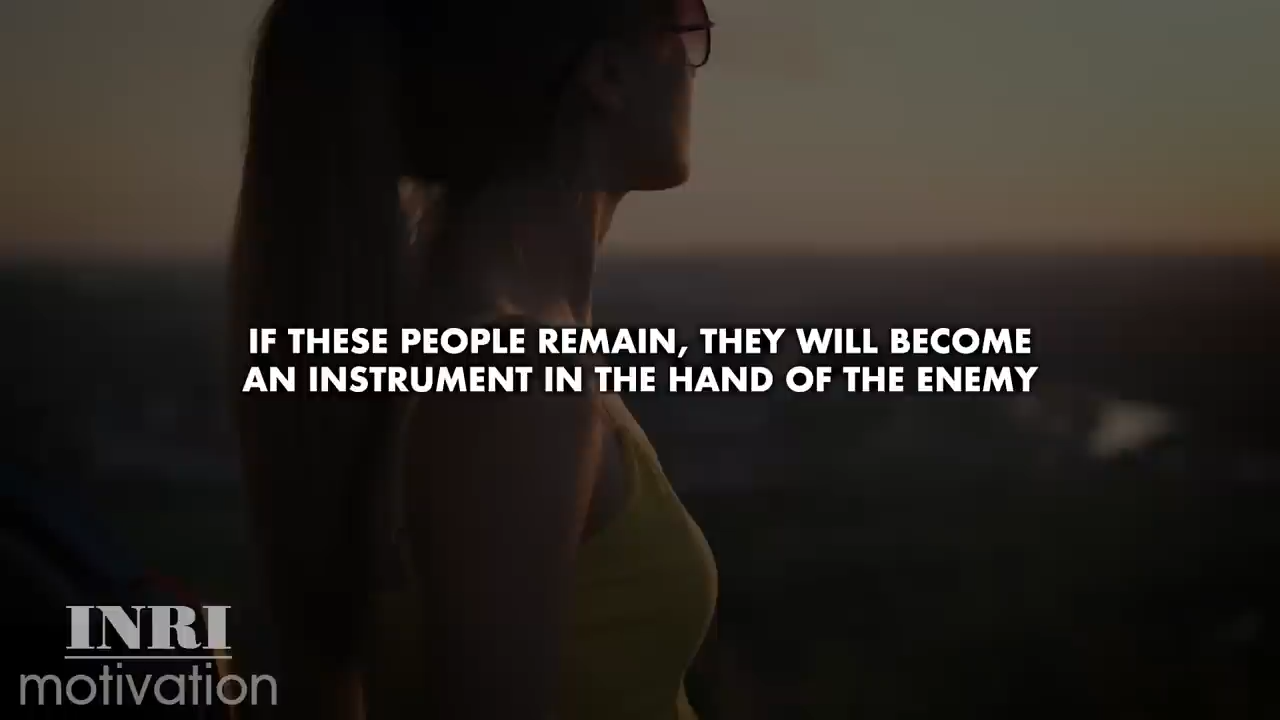 IF THESE PEOPLE REMAIN, THEY WILL BECOME
AN INSTRUMENT IN THE HAND OF THE ENEMY
INRI
motivation